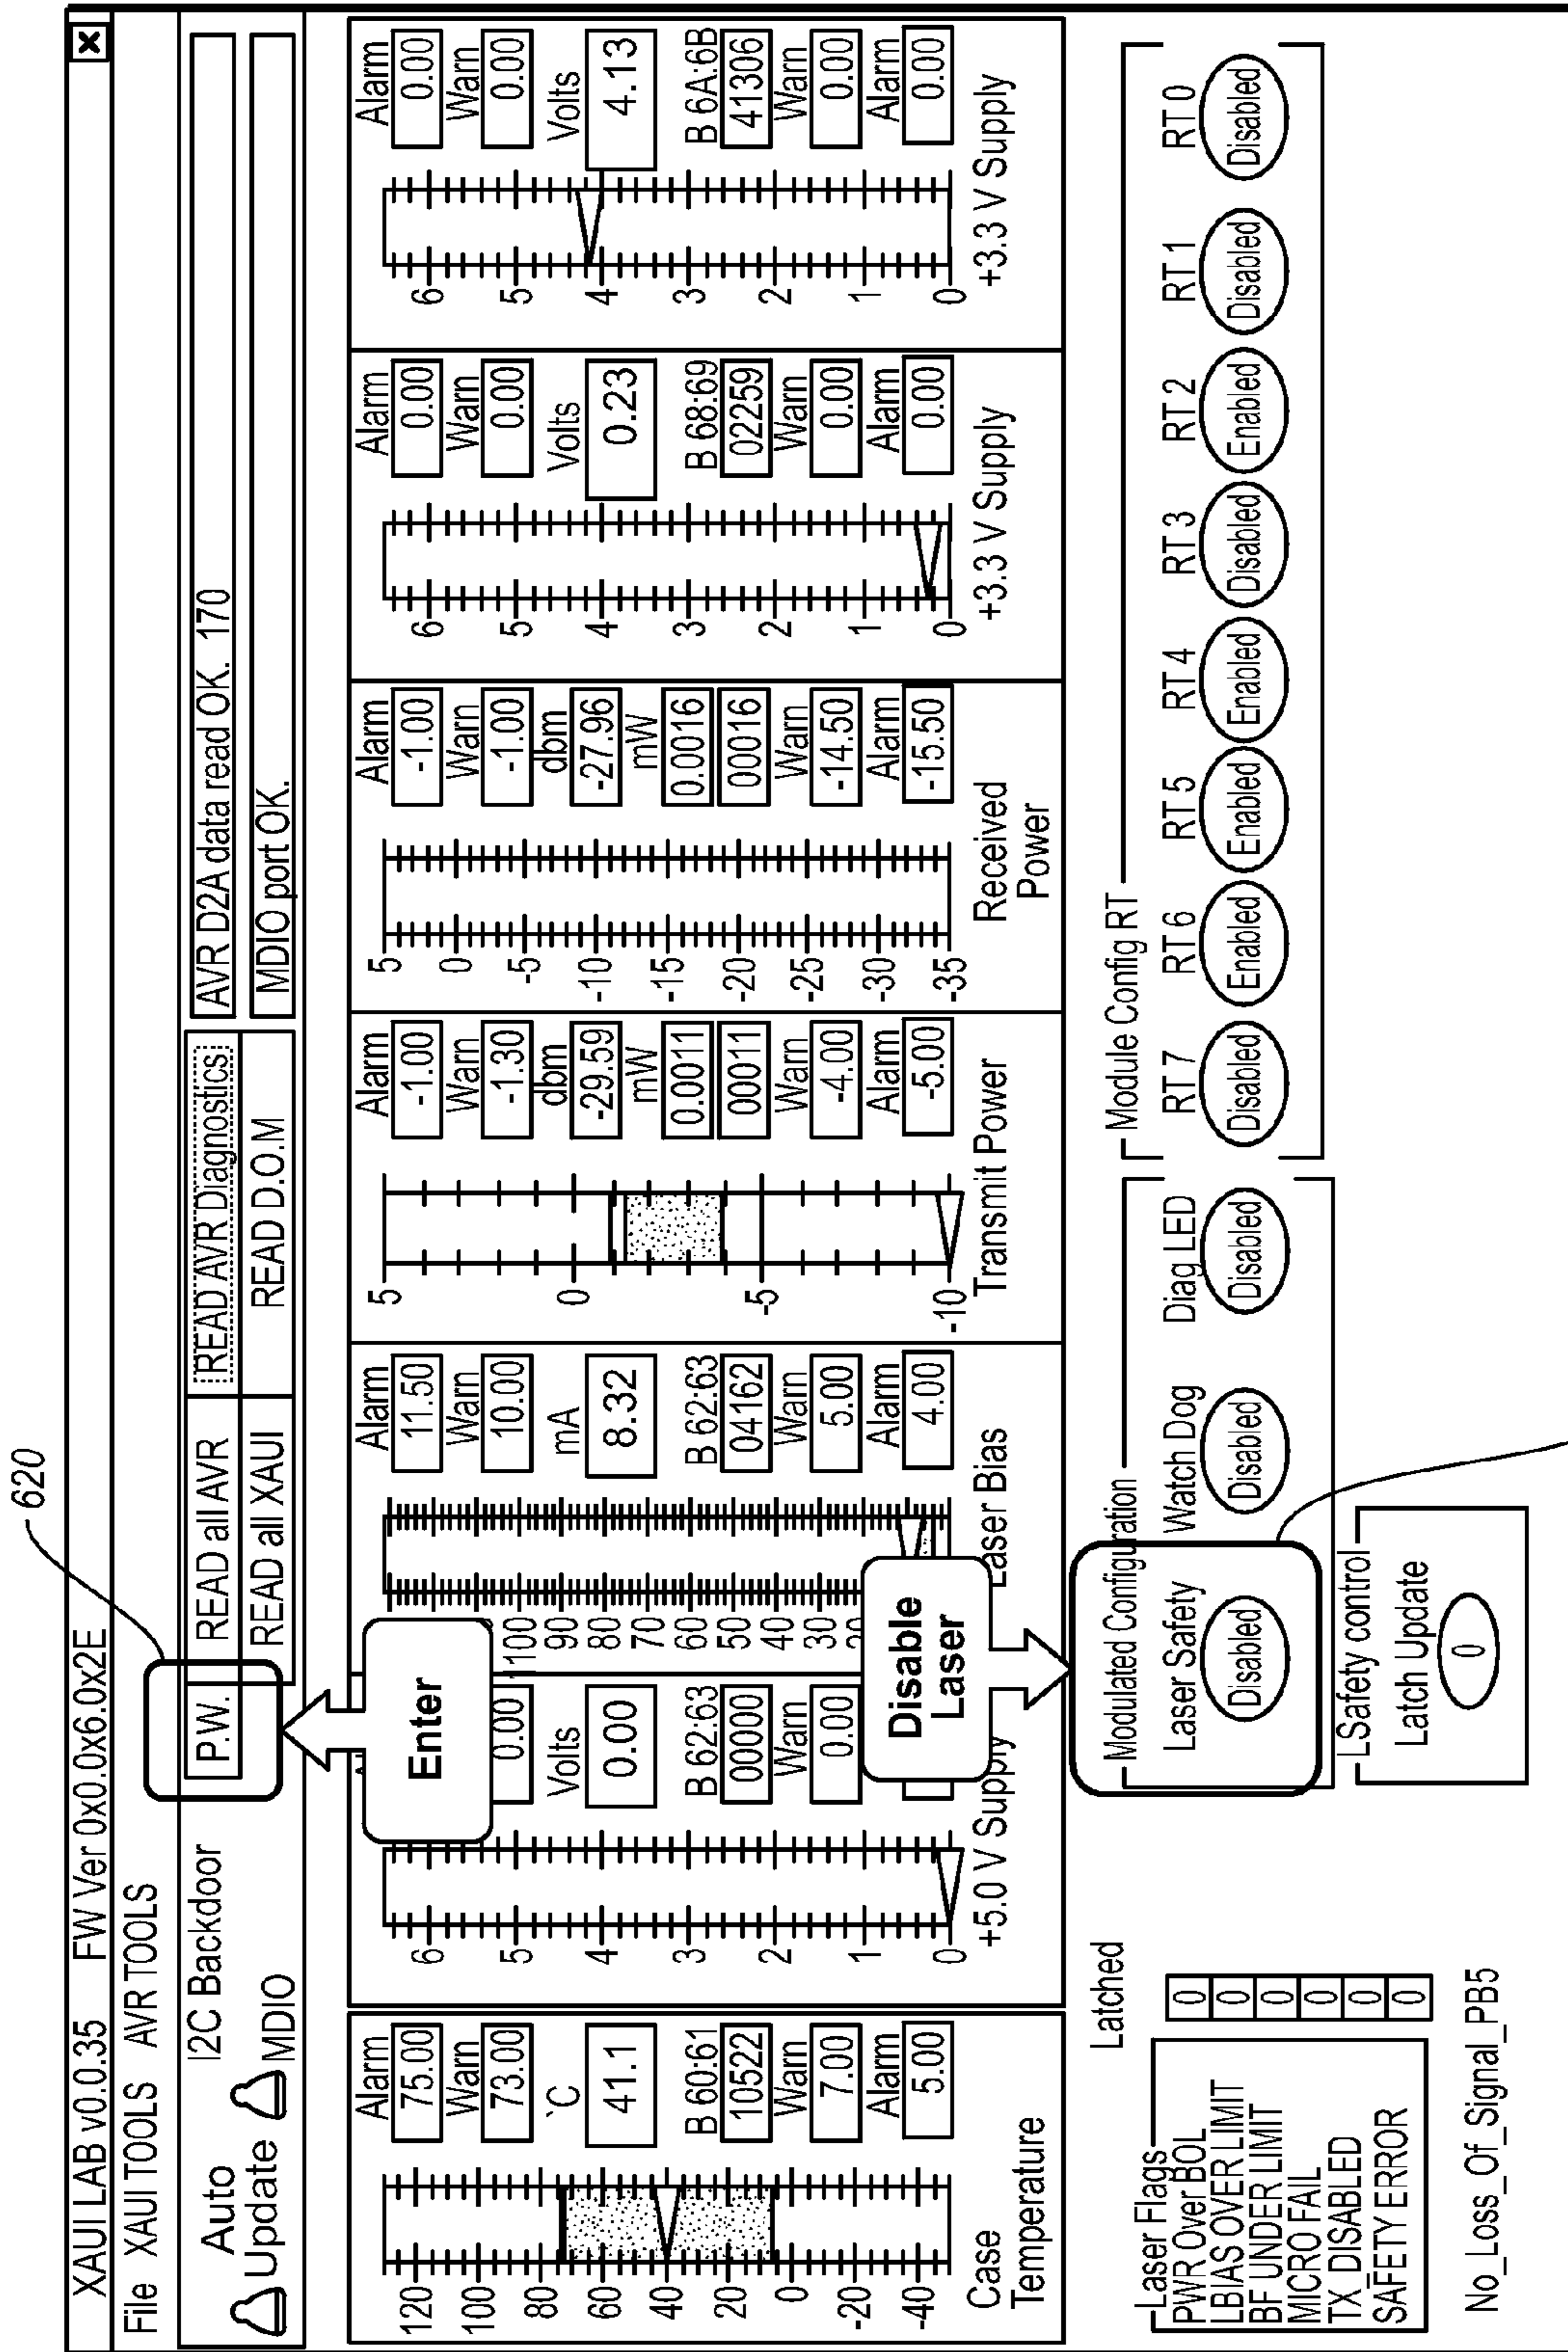 620
XAUI LAB v0.0.35 FW Ver 0x0.0x6.0x2E
File XAUI TOOLS AVR TOOLS
Auto
Update
I2C Backdoor
MDIO
P.W. READ all AVR READ AVR Diagnostics
READ all XAUI READ D.O.M
AVR D2A data read OK. 170
MDIO port OK.
120
100
80
60
40
20
0
-20
-40
Alarm
75.00
Warn
73.00
`C
41.1
B 60:61
10522
Warn
7.00
Alarm
5.00
Case
Temperature
6
5
4
3
2
1
0
Enter
0.00
Volts
0.00
B 62:63
00000
Warn
0.00
+5.0 V Supply
Disable
Laser
110
100
90
80
70
60
50
40
30
Alarm
11.50
Warn
10.00
mA
8.32
B 62:63
04162
Warn
5.00
Alarm
4.00
Laser Bias
5
0
-5
-10
Alarm
-1.00
Warn
-1.30
dbm
-29.59
mW
0.0011
00011
Warn
-4.00
Alarm
-5.00
Transmit Power
5
0
-5
-10
-15
-20
-25
-30
-35
Alarm
-1.00
Warn
-1.00
dbm
-27.96
mW
0.0016
00016
Warn
-14.50
Alarm
-15.50
Received
Power
6
5
4
3
2
1
0
Alarm
0.00
Warn
0.00
Volts
0.23
B 68:69
02259
Warn
0.00
Alarm
0.00
+3.3 V Supply
6
5
4
3
2
1
0
Alarm
0.00
Warn
0.00
Volts
4.13
B 6A:6B
41306
Warn
0.00
Alarm
0.00
+3.3 V Supply
Laser Flags
PWR Over BOL
LBIAS OVER LIMIT
BF UNDER LIMIT
MICRO FAIL
TX DISABLED
SAFETY ERROR
Latched
0
0
0
0
0
0
No_Loss_Of_Signal_PB5
Modulated Configuration
Laser Safety Watch Dog Diag LED
Disabled Disabled Disabled
LSafety control
Latch Update
0
Module Config RT
RT 7 RT 6 RT 5 RT 4 RT 3 RT 2 RT 1 RT 0
Disabled Enabled Enabled Enabled Disabled Enabled Disabled Disabled